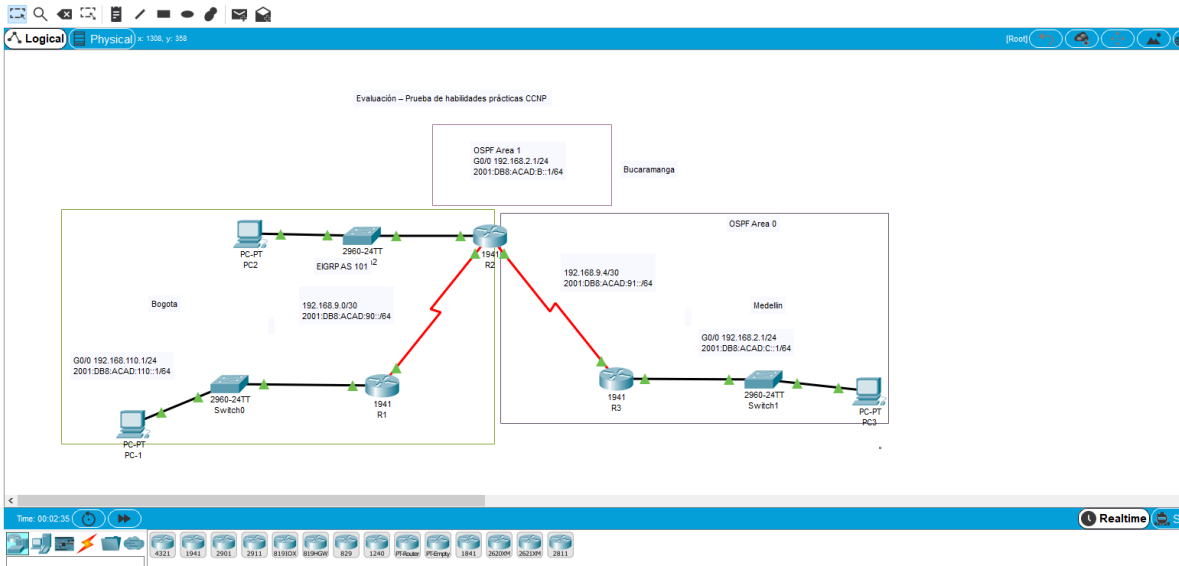 Logical
Physical
x: 1308, y: 358
[Root]
Evaluación – Prueba de habilidades prácticas CCNP
OSPF Area 1
G0/0 192.168.2.1/24
2001:DB8:ACAD:B::1/64
Bucaramanga
OSPF Area 0
PC-PT
PC2
2960-24TT
EIGRP AS 101
1941
R2
192.168.9.4/30
2001:DB8:ACAD:91::/64
Bogota
192.168.9.0/30
2001:DB8:ACAD:90::/64
Medellin
G0/0 192.168.2.1/24
2001:DB8:ACAD:C::1/64
G0/0 192.168.110.1/24
2001:DB8:ACAD:110::1/64
2960-24TT
Switch0
1941
R1
1941
R3
2960-24TT
Switch1
PC-PT
PC3
PC-PT
PC-1
Time: 00:02:35
Realtime
4321
1941
2901
2911
819IOX
819HGW
829
1240
PT-Router
PT-Empty
1841
2620XM
2621XM
2811